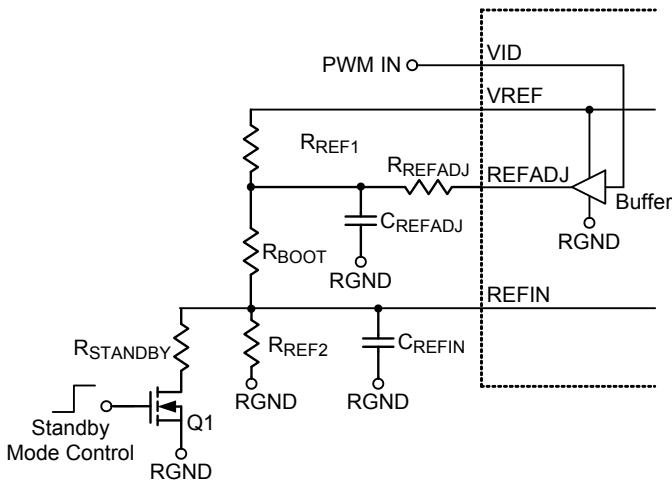 PWM IN
VID
VREF
RREF1
RREFADJ
REFADJ
Buffer
CREFADJ
RGND
RGND
RBOOT
REFIN
RSTANDBY
RREF2
CREFIN
RGND
RGND
Q1
Standby
Mode Control
RGND